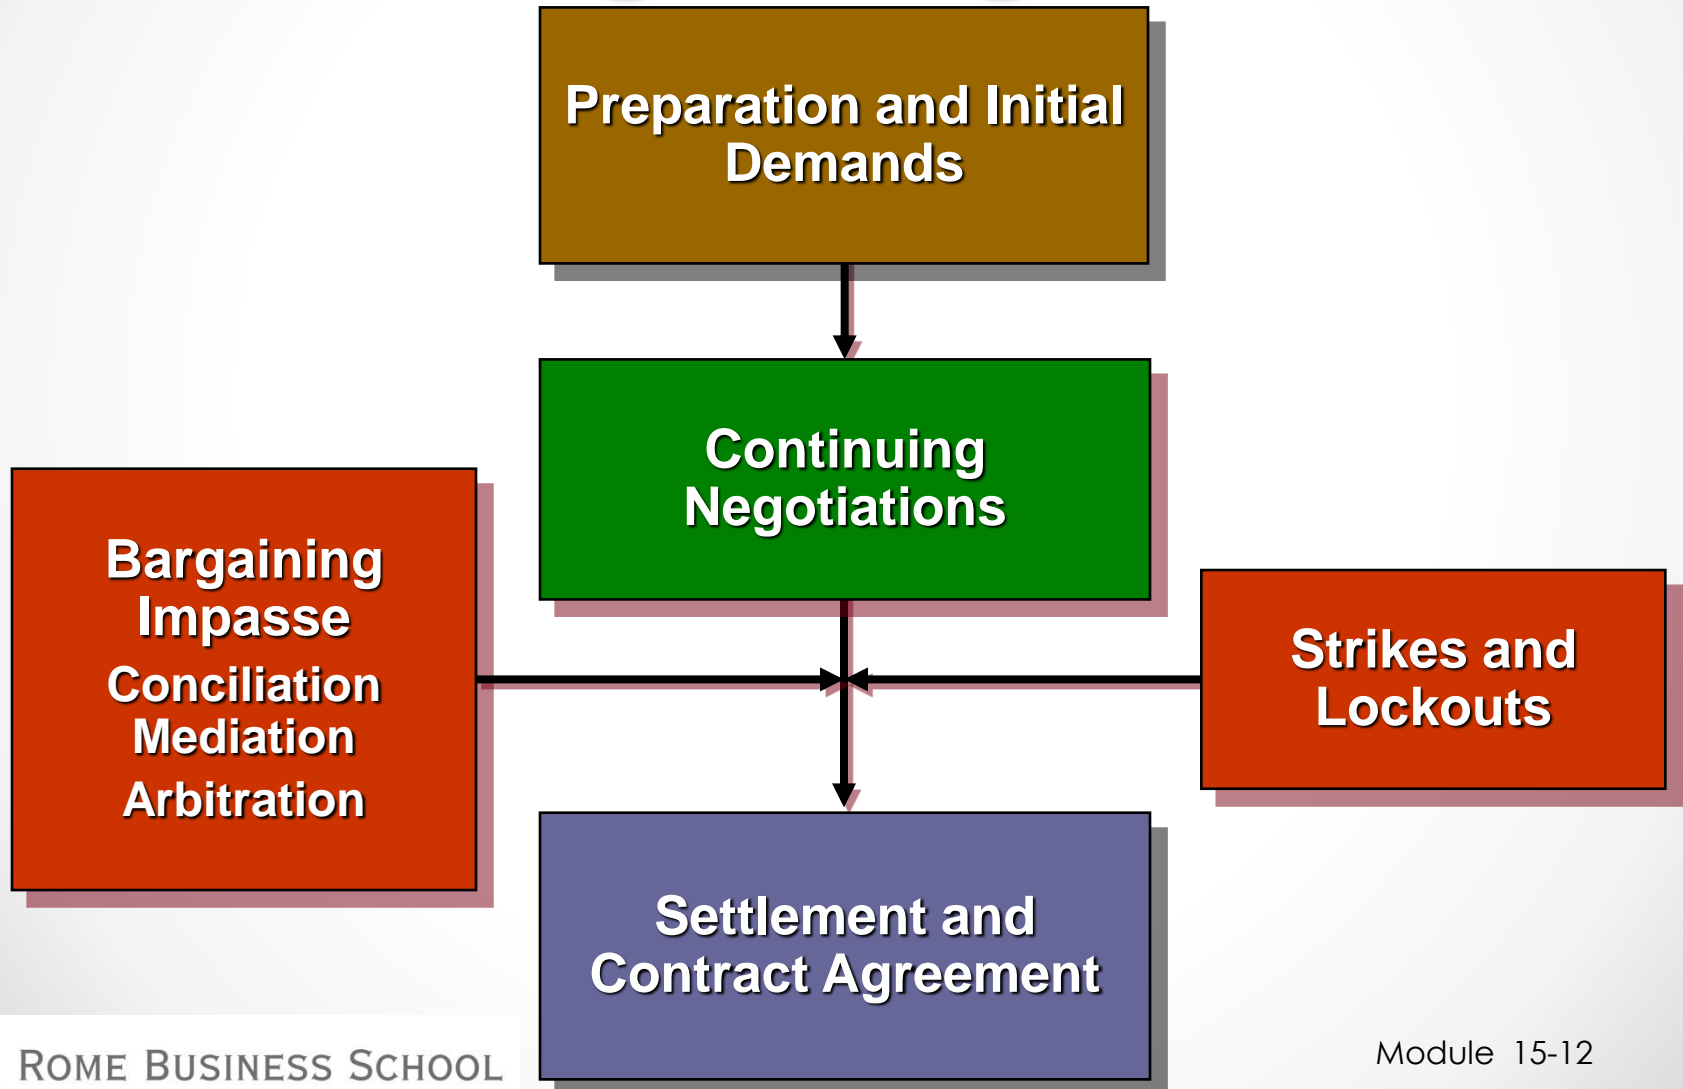 Preparation and Initial
Demands
Continuing
Negotiations
Bargaining
Impasse
Conciliation
Mediation
Arbitration
Strikes and
Lockouts
Settlement and
Contract Agreement
ROME BUSINESS SCHOOL
Module 15-12